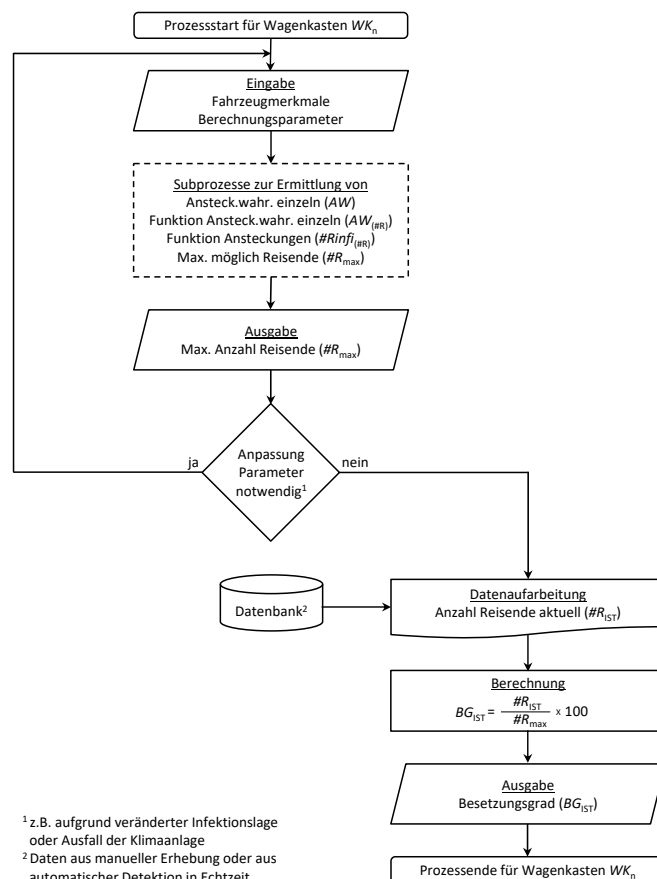 Prozessstart für Wagenkasten WKn
Eingabe
Fahrzeugmerkmale
Berechnungsparameter
Subprozesse zur Ermittlung von
Ansteck.wahr. einzeln (AW)
Funktion Ansteck.wahr. einzeln (AW(#R))
Funktion Ansteckungen (#Rinfi(#R))
Max. möglich Reisende (#Rmax)
Ausgabe
Max. Anzahl Reisende (#Rmax)
Anpassung
Parameter
notwendig¹
ja
nein
Datenbank²
Datenaufarbeitung
Anzahl Reisende aktuell (#RIST)
Berechnung
BGIST = #RIST / #Rmax x 100
Ausgabe
Besetzungsgrad (BGIST)
Prozessende für Wagenkasten WKn
¹ z.B. aufgrund veränderter Infektionslage
oder Ausfall der Klimaanlage
² Daten aus manueller Erhebung oder aus
automatischer Detektion in Echtzeit